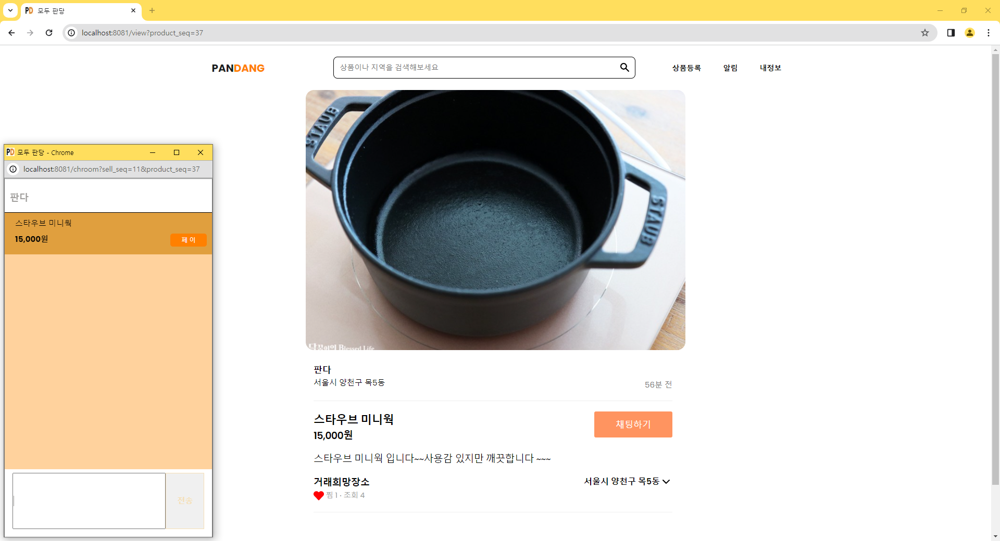 모두 판당
localhost:8081/view?product_seq=37
PANDANG
상품이나 지역을 검색해보세요
상품등록
알림
내정보
STAUB
STAUB
달꽃이의 Blessed Life
PD 모두 판당 - Chrome
localhost:8081/chroom?sell_seq=11&product_seq=37
판다
스타우브 미니웍
15,000원
페 이
전송
판다
서울시 양천구 목5동
56분 전
스타우브 미니웍
15,000원
채팅하기
스타우브 미니웍 입니다~~사용감 있지만 깨끗합니다 ~~~
거래희망장소
서울시 양천구 목5동
찜 1 · 조회 4